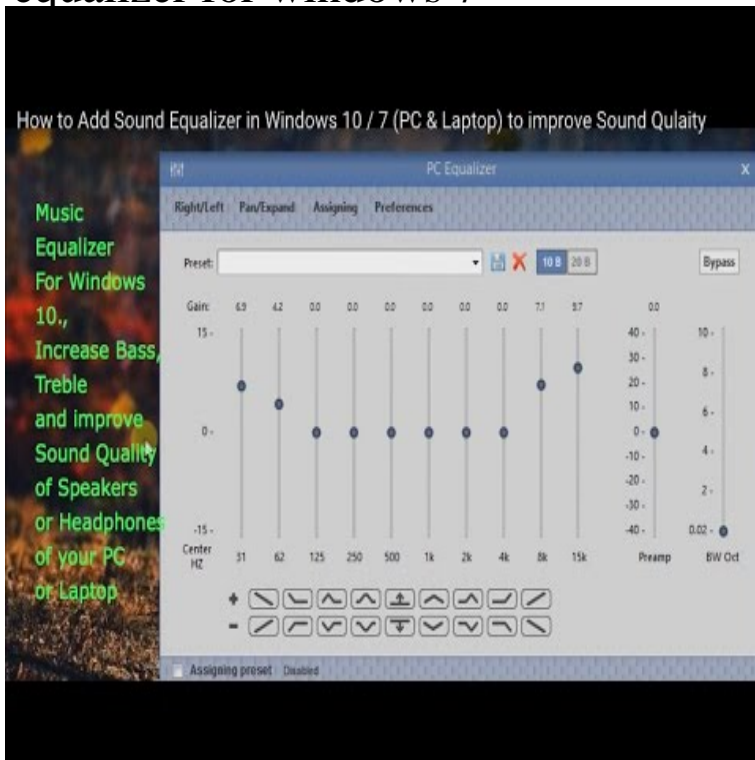 equalizer for windows 7
How to Add Sound Equalizer in Windows 10 / 7 (PC & Laptop) to improve Sound Qulaity
PC Equalizer x
Right/Left Pan/Expand Assigning Preferences
Music
Equalizer
For Windows
10.,
Increase Bass,
Treble
and improve
Sound Quality
of Speakers
or Headphones
of your PC
or Laptop
Preset: 10 B 20 B Bypass
Gain: 6.9 4.2 0.0 0.0 0.0 0.0 0.0 0.0 7.1 9.7 0.0
15 - 40 - 10 -
30 -
20 - 8 -
10 - 6 -
0 - 0 -
-10 - 4 -
-20 - 2 -
-30 -
-15 - -40 - 0.02 -
Center
HZ 31 62 125 250 500 1k 2k 4k 8k 15k Preamp BW Oct
+
-
Assigning preset Disabled